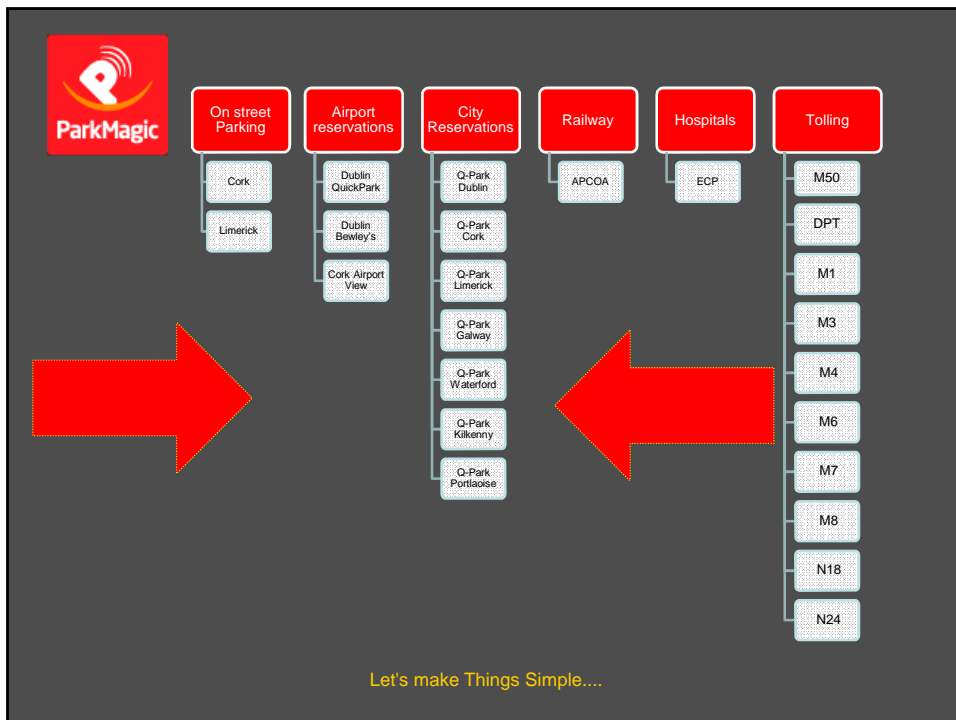 ParkMagic
On street
Parking
Cork
Limerick
Airport
reservations
Dublin
QuickPark
Dublin
Bewley's
Cork Airport
View
City
Reservations
Q-Park
Dublin
Q-Park
Cork
Q-Park
Limerick
Q-Park
Galway
Q-Park
Waterford
Q-Park
Kilkenny
Q-Park
Portlaoise
Railway
APCOA
Hospitals
ECP
Tolling
M50
DPT
M1
M3
M4
M6
M7
M8
N18
N24
Let's make Things Simple....